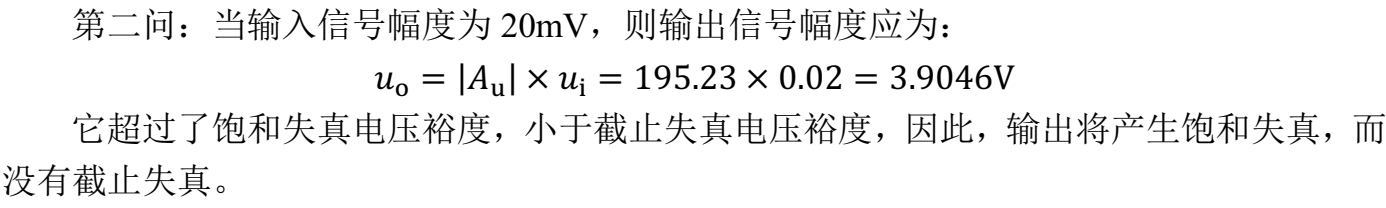 第二问：当输入信号幅度为 20mV，则输出信号幅度应为：
u_o = |A_u| × u_i = 195.23 × 0.02 = 3.9046V
它超过了饱和失真电压裕度，小于截止失真电压裕度，因此，输出将产生饱和失真，而
没有截止失真。